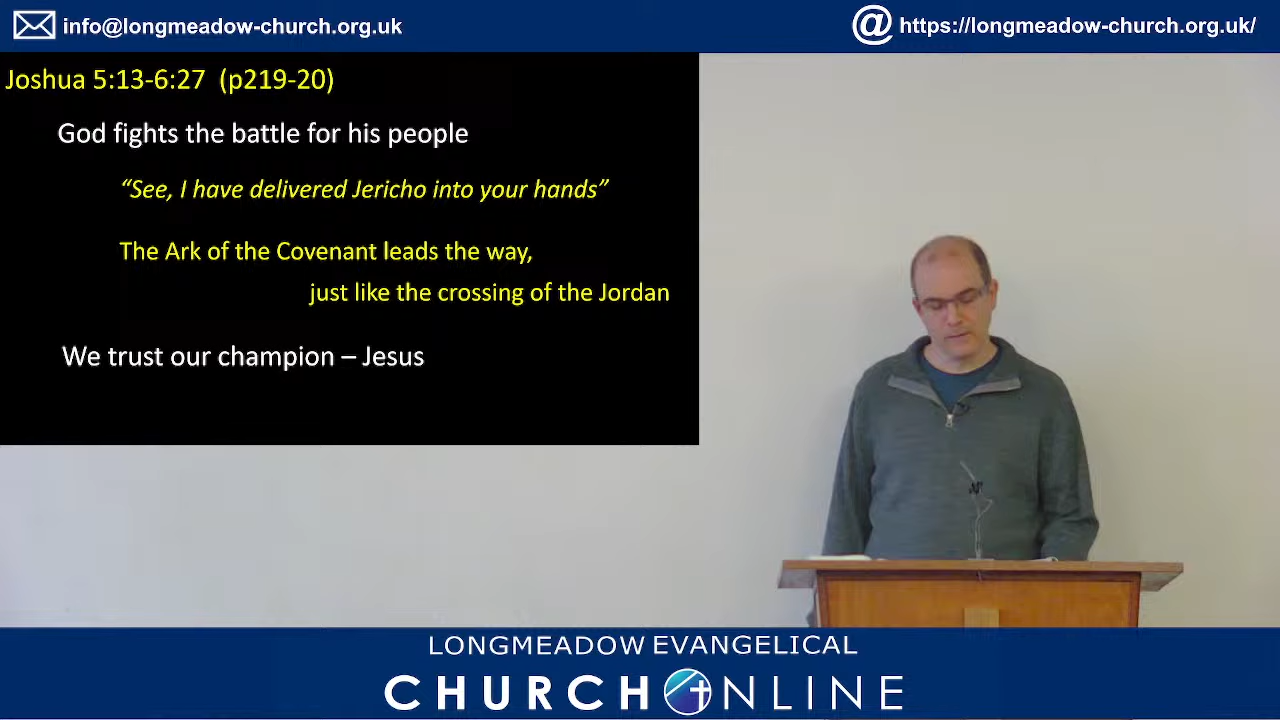 info@longmeadow-church.org.uk
@ https://longmeadow-church.org.uk/
Joshua 5:13-6:27 (p219-20)
God fights the battle for his people
“See, I have delivered Jericho into your hands”
The Ark of the Covenant leads the way,
just like the crossing of the Jordan
We trust our champion – Jesus
LONGMEADOW EVANGELICAL
CHURCH ONLINE